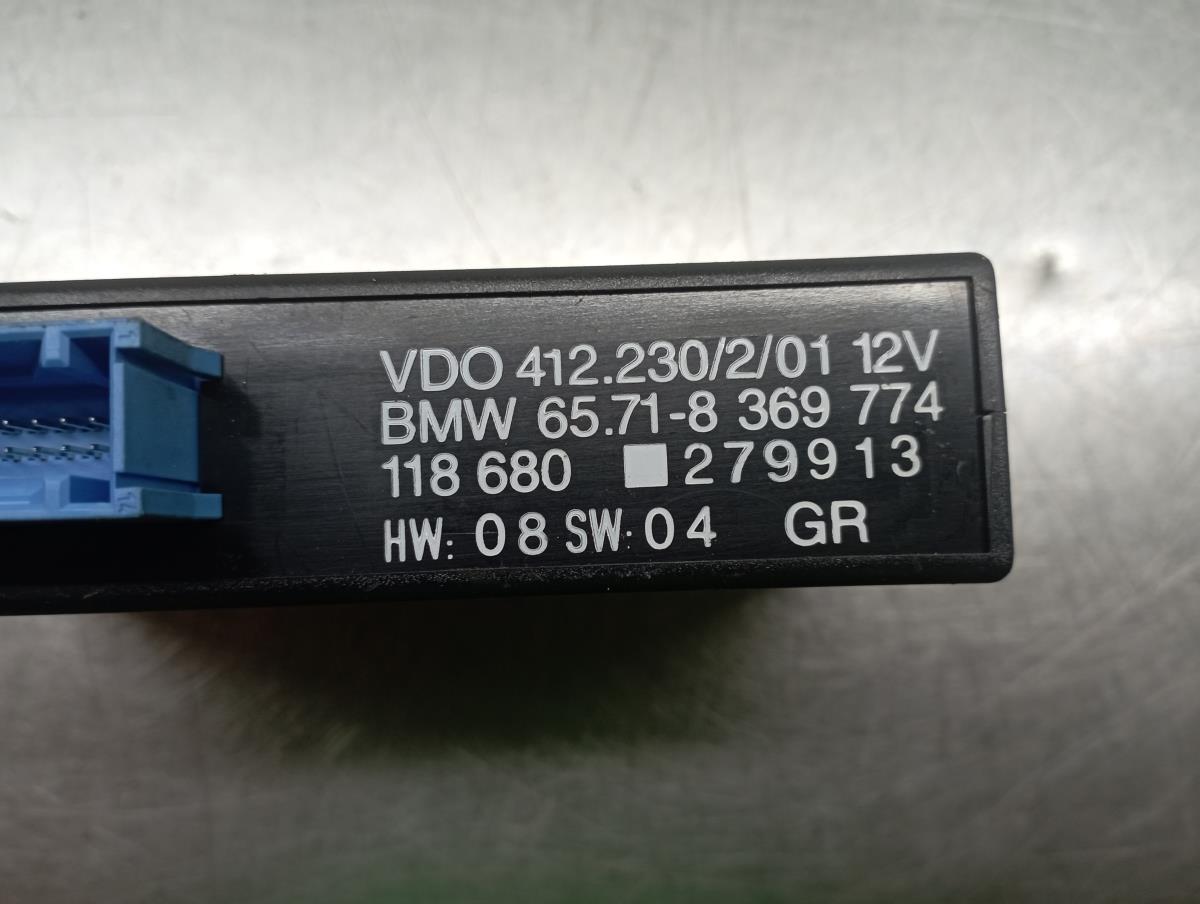 VDO 412.230/2/01 12V
BMW 65.71-8 369 774
118 680 279913
HW: 08 SW: 04 GR